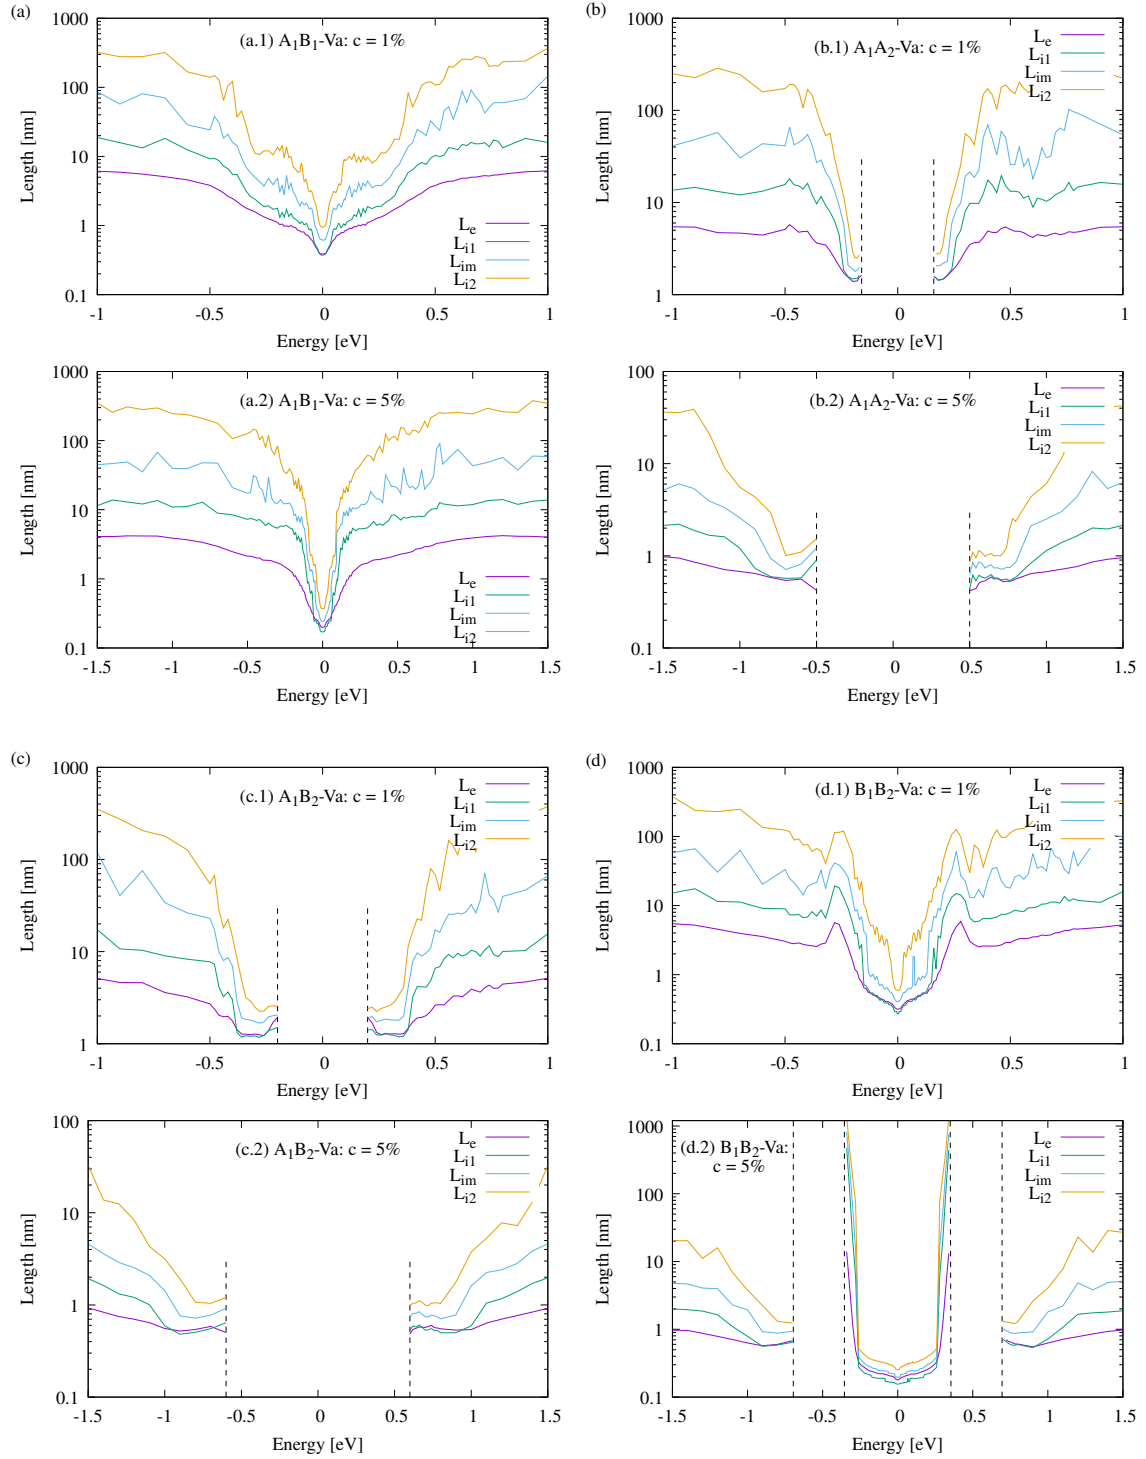 (a)
(a.1) A₁B₁-Va: c = 1%
Length [nm]
1000
100
10
1
0.1
Lₑ
Lᵢ₁
Lᵢₘ
Lᵢ₂
-1 -0.5 0 0.5 1
Energy [eV]
(a.2) A₁B₁-Va: c = 5%
Length [nm]
1000
100
10
1
0.1
Lₑ
Lᵢ₁
Lᵢₘ
Lᵢ₂
-1.5 -1 -0.5 0 0.5 1 1.5
Energy [eV]
(b)
(b.1) A₁A₂-Va: c = 1%
Length [nm]
1000
100
10
1
Lₑ
Lᵢ₁
Lᵢₘ
Lᵢ₂
-1 -0.5 0 0.5 1
Energy [eV]
(b.2) A₁A₂-Va: c = 5%
Length [nm]
100
10
1
0.1
Lₑ
Lᵢ₁
Lᵢₘ
Lᵢ₂
-1.5 -1 -0.5 0 0.5 1 1.5
Energy [eV]
(c)
(c.1) A₁B₂-Va: c = 1%
Length [nm]
1000
100
10
1
Lₑ
Lᵢ₁
Lᵢₘ
Lᵢ₂
-1 -0.5 0 0.5 1
Energy [eV]
(c.2) A₁B₂-Va: c = 5%
Length [nm]
100
10
1
0.1
Lₑ
Lᵢ₁
Lᵢₘ
Lᵢ₂
-1.5 -1 -0.5 0 0.5 1 1.5
Energy [eV]
(d)
(d.1) B₁B₂-Va: c = 1%
Length [nm]
1000
100
10
1
0.1
Lₑ
Lᵢ₁
Lᵢₘ
Lᵢ₂
-1 -0.5 0 0.5 1
Energy [eV]
(d.2) B₁B₂-Va:
c = 5%
Length [nm]
1000
100
10
1
0.1
Lₑ
Lᵢ₁
Lᵢₘ
Lᵢ₂
-1.5 -1 -0.5 0 0.5 1 1.5
Energy [eV]